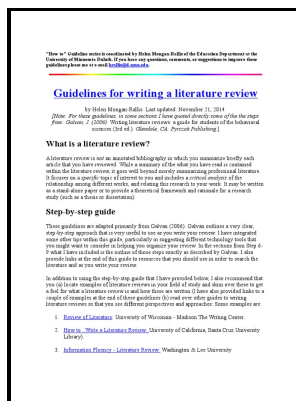 "How to" Guideline series is coordinated by Helen Mongan-Rallis of the Education Department at the
University of Minnesota Duluth. If you have any questions, comments, or suggestions to improve these
guidelines please me at e-mail hrallis@d.umn.edu.
Guidelines for writing a literature review
by Helen Mongan-Rallis. Last updated: November 21, 2014
[Note: For these guidelines, in some sections I have quoted directly some of the the steps
from: Galvan, J. (2006). Writing literature reviews: a guide for students of the behavioral
sciences (3rd ed.). Glendale, CA: Pyrczak Publishing.]
What is a literature review?
A literature review is not an annotated bibliography in which you summarize briefly each
article that you have reviewed. While a summary of the what you have read is contained
within the literature review, it goes well beyond merely summarizing professional literature.
It focuses on a specific topic of interest to you and includes a critical analysis of the
relationship among different works, and relating this research to your work. It may be written
as a stand-alone paper or to provide a theoretical framework and rationale for a research
study (such as a thesis or dissertation).
Step-by-step guide
These guidelines are adapted primarily from Galvan (2006). Galvan outlines a very clear,
step-by-step approach that is very useful to use as you write your review. I have integrated
some other tips within this guide, particularly in suggesting different technology tools that
you might want to consider in helping you organize your review. In the sections from Step 6-
9 what I have included is the outline of those steps exactly as described by Galvan. I also
provide links at the end of this guide to resources that you should use in order to search the
literature and as you write your review.
In addition to using the step-by-step guide that I have provided below, I also recommend that
you (a) locate examples of literature reviews in your field of study and skim over these to get
a feel for what a literature review is and how these are written (I have also provided links to a
couple of examples at the end of these guidelines (b) read over other guides to writing
literature reviews so that you see different perspectives and approaches: Some examples are:
1. Review of Literature: University of Wisconsin - Madison The Writing Center.
2. How to ..Write a Literature Review: University of California, Santa Cruz University
Library).
3. Information Fluency - Literature Review: Washington & Lee University